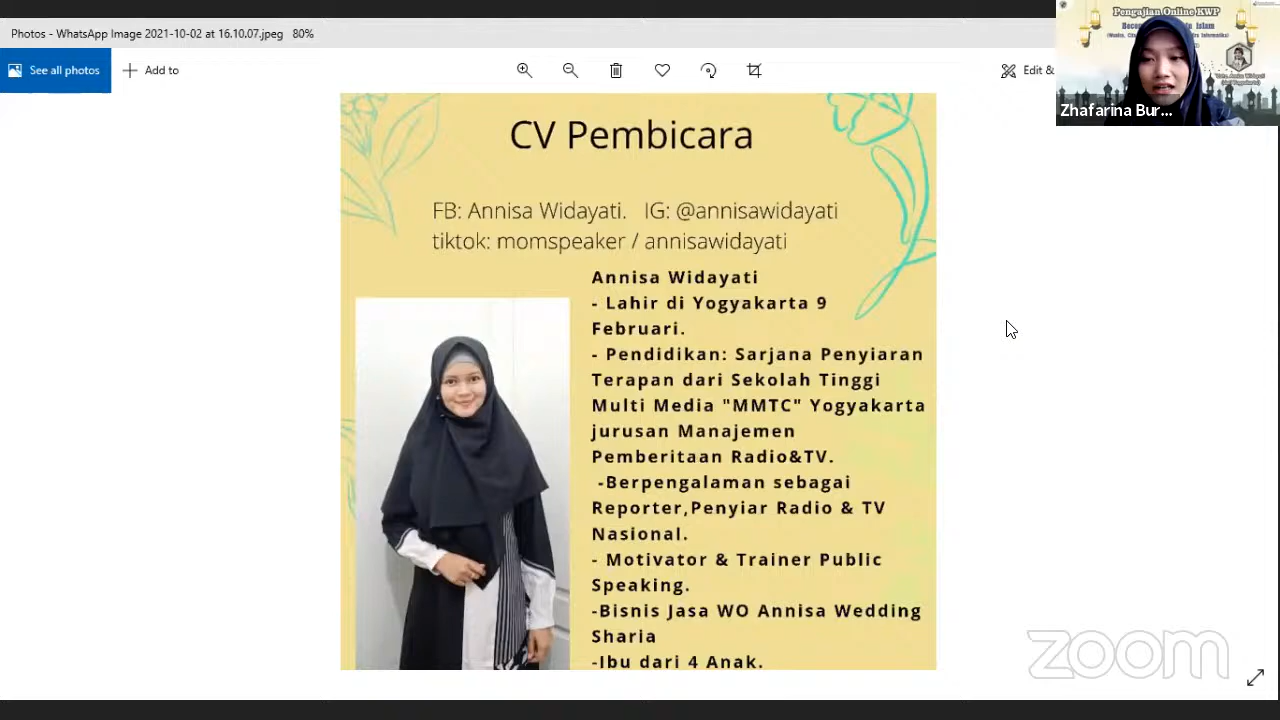 Photos - WhatsApp Image 2021-10-02 at 16.10.07.jpeg 80%
See all photos
Add to
Edit &
Pengajian Online KWP
Islam
Zhafarina Bur...
CV Pembicara
FB: Annisa Widayati. IG: @annisawidayati
tiktok: momspeaker / annisawidayati
Annisa Widayati
- Lahir di Yogyakarta 9
Februari.
- Pendidikan: Sarjana Penyiaran
Terapan dari Sekolah Tinggi
Multi Media "MMTC" Yogyakarta
jurusan Manajemen
Pemberitaan Radio&TV.
-Berpengalaman sebagai
Reporter,Penyiar Radio & TV
Nasional.
- Motivator & Trainer Public
Speaking.
-Bisnis Jasa WO Annisa Wedding
Sharia
-Ibu dari 4 Anak.
zoom